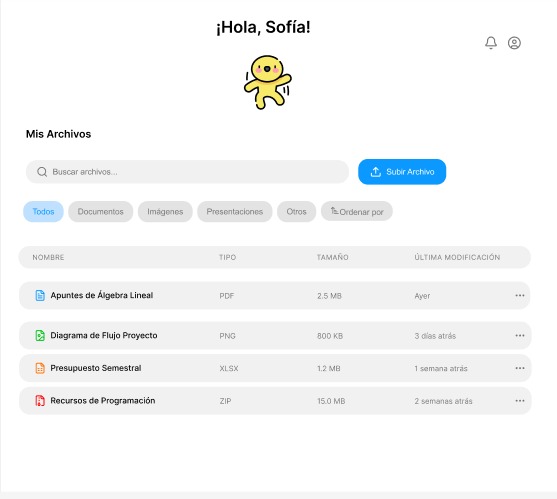 ¡Hola, Sofía!
Mis Archivos
Buscar archivos...
Subir Archivo
Todos Documentos Imágenes Presentaciones Otros Ordenar por
NOMBRE TIPO TAMAÑO ÚLTIMA MODIFICACIÓN
Apuntes de Álgebra Lineal PDF 2.5 MB Ayer
Diagrama de Flujo Proyecto PNG 800 KB 3 días atrás
Presupuesto Semestral XLSX 1.2 MB 1 semana atrás
Recursos de Programación ZIP 15.0 MB 2 semanas atrás